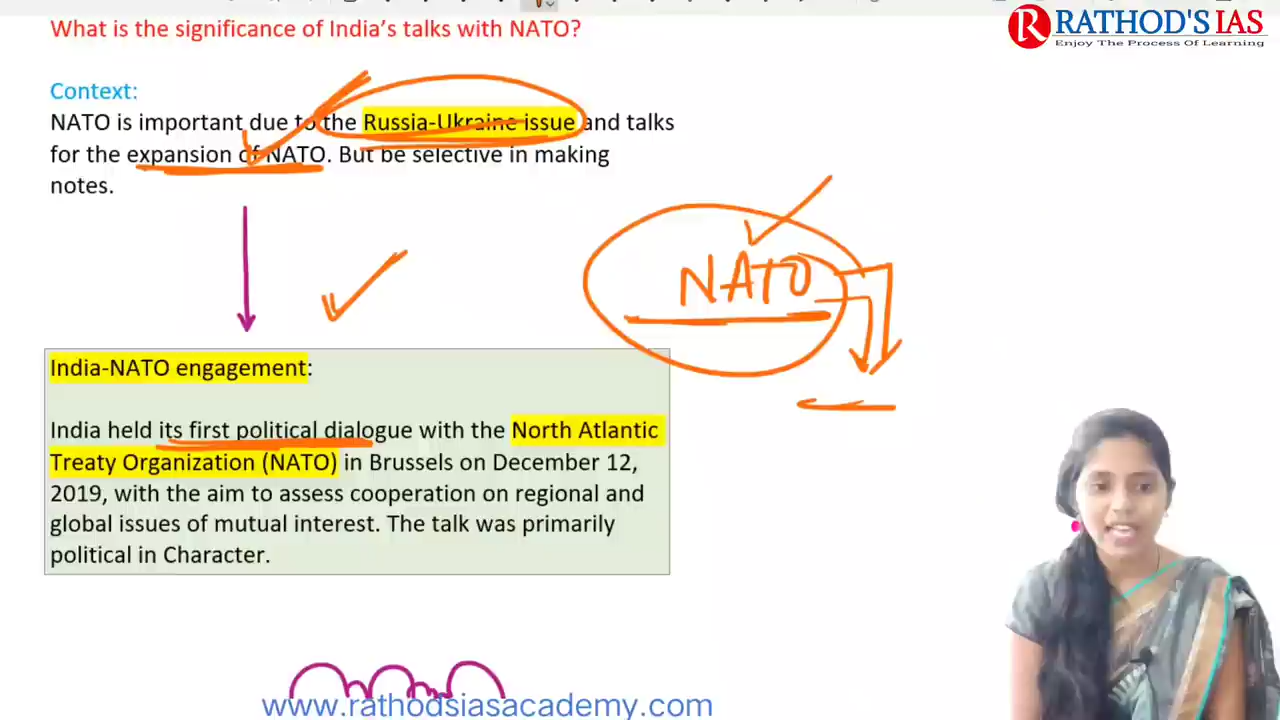 What is the significance of India’s talks with NATO?
RATHOD'S IAS
Enjoy The Process Of Learning
R
Context:
NATO is important due to the Russia-Ukraine issue and talks
for the expansion of NATO. But be selective in making
notes.
NATO
India-NATO engagement:
India held its first political dialogue with the North Atlantic
Treaty Organization (NATO) in Brussels on December 12,
2019, with the aim to assess cooperation on regional and
global issues of mutual interest. The talk was primarily
political in Character.
www.rathodsiasacademy.com